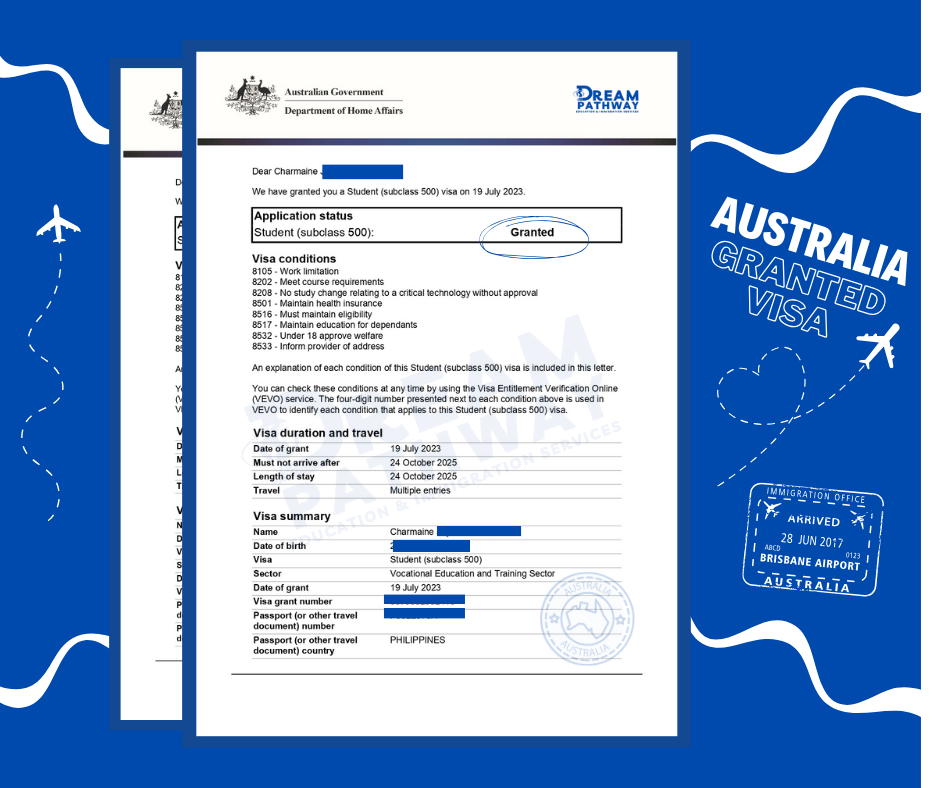 Australian Government
Department of Home Affairs
DREAM
PATHWAY
EDUCATION & IMMIGRATION SERVICES
Dear Charmaine
We have granted you a Student (subclass 500) visa on 19 July 2023.
Application status
Student (subclass 500): Granted
Visa conditions
8105 - Work limitation
8202 - Meet course requirements
8208 - No study change relating to a critical technology without approval
8501 - Maintain health insurance
8516 - Must maintain eligibility
8517 - Maintain education for dependants
8532 - Under 18 approve welfare
8533 - Inform provider of address
An explanation of each condition of this Student (subclass 500) visa is included in this letter.
You can check these conditions at any time by using the Visa Entitlement Verification Online
(VEVO) service. The four-digit number presented next to each condition above is used in
VEVO to identify each condition that applies to this Student (subclass 500) visa.
Visa duration and travel
Date of grant 19 July 2023
Must not arrive after 24 October 2025
Length of stay 24 October 2025
Travel Multiple entries
Visa summary
Name Charmaine
Date of birth
Visa Student (subclass 500)
Sector Vocational Education and Training Sector
Date of grant 19 July 2023
Visa grant number
Passport (or other travel
document) number
Passport (or other travel PHILIPPINES
document) country
DREAM
PATHWAY
EDUCATION & IMMIGRATION SERVICES
AUSTRALIA
AUSTRALIA
AUSTRALIA
GRANTED
VISA
IMMIGRATION OFFICE
ARRIVED
28 JUN 2017
ABCD 0123
BRISBANE AIRPORT
AUSTRALIA